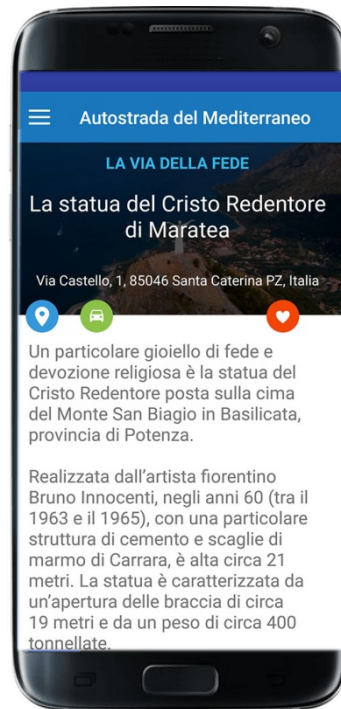 Autostrada del Mediterraneo
LA VIA DELLA FEDE
La statua del Cristo Redentore
di Maratea
Via Castello, 1, 85046 Santa Caterina PZ, Italia
Un particolare gioiello di fede e
devozione religiosa è la statua del
Cristo Redentore posta sulla cima
del Monte San Biagio in Basilicata,
provincia di Potenza.
Realizzata dall’artista fiorentino
Bruno Innocenti, negli anni 60 (tra il
1963 e il 1965), con una particolare
struttura di cemento e scaglie di
marmo di Carrara, è alta circa 21
metri. La statua è caratterizzata da
un’apertura delle braccia di circa
19 metri e da un peso di circa 400
tonnellate.